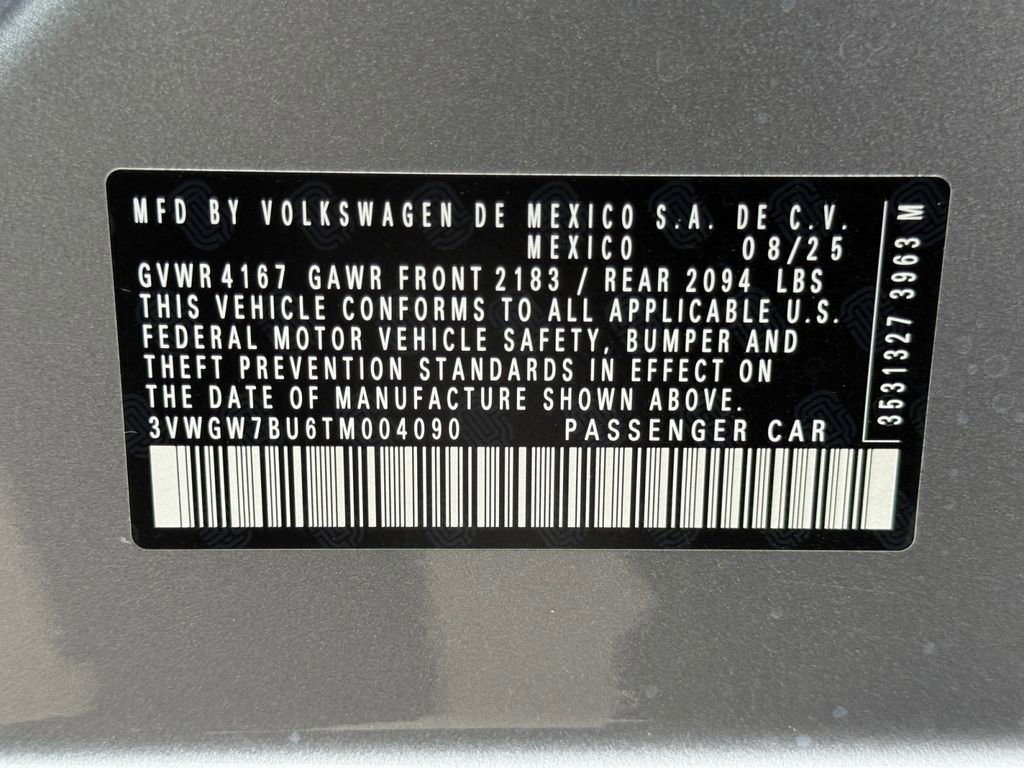 MFD BY VOLKSWAGEN DE MEXICO S.A. DE C.V.
MEXICO 08/25
GVWR 4167 GAWR FRONT 2183 / REAR 2094 LBS
THIS VEHICLE CONFORMS TO ALL APPLICABLE U.S.
FEDERAL MOTOR VEHICLE SAFETY, BUMPER AND
THEFT PREVENTION STANDARDS IN EFFECT ON
THE DATE OF MANUFACTURE SHOWN ABOVE.
3VWGW7BU6TM004090 PASSENGER CAR
3531327 3963 M